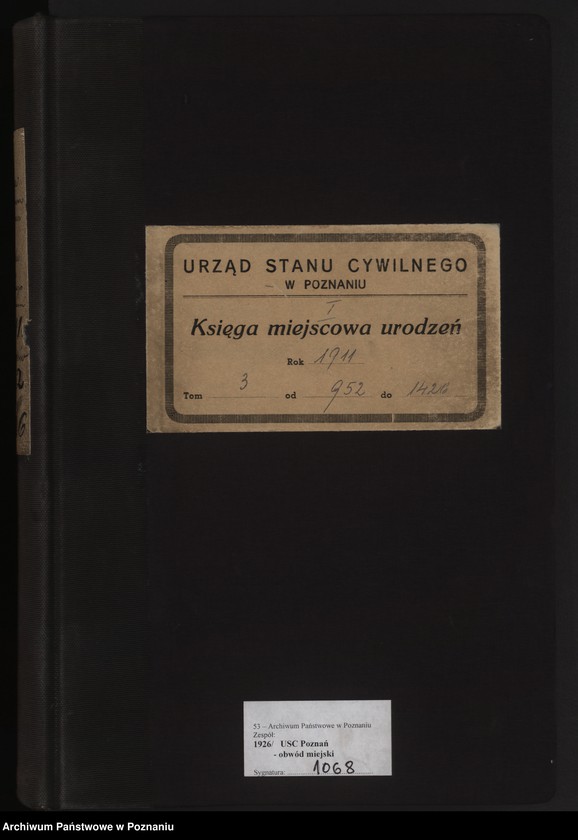 URZĄD STANU CYWILNEGO
W POZNANIU
I
Księga miejscowa urodzeń
Rok 1911
Tom 3 od 952 do
53 – Archiwum Państwowe w Poznaniu
Zespół:
1926/ USC Poznań
- obwód miejski
Sygnatura: 1068
Archiwum Państwowe w Poznaniu